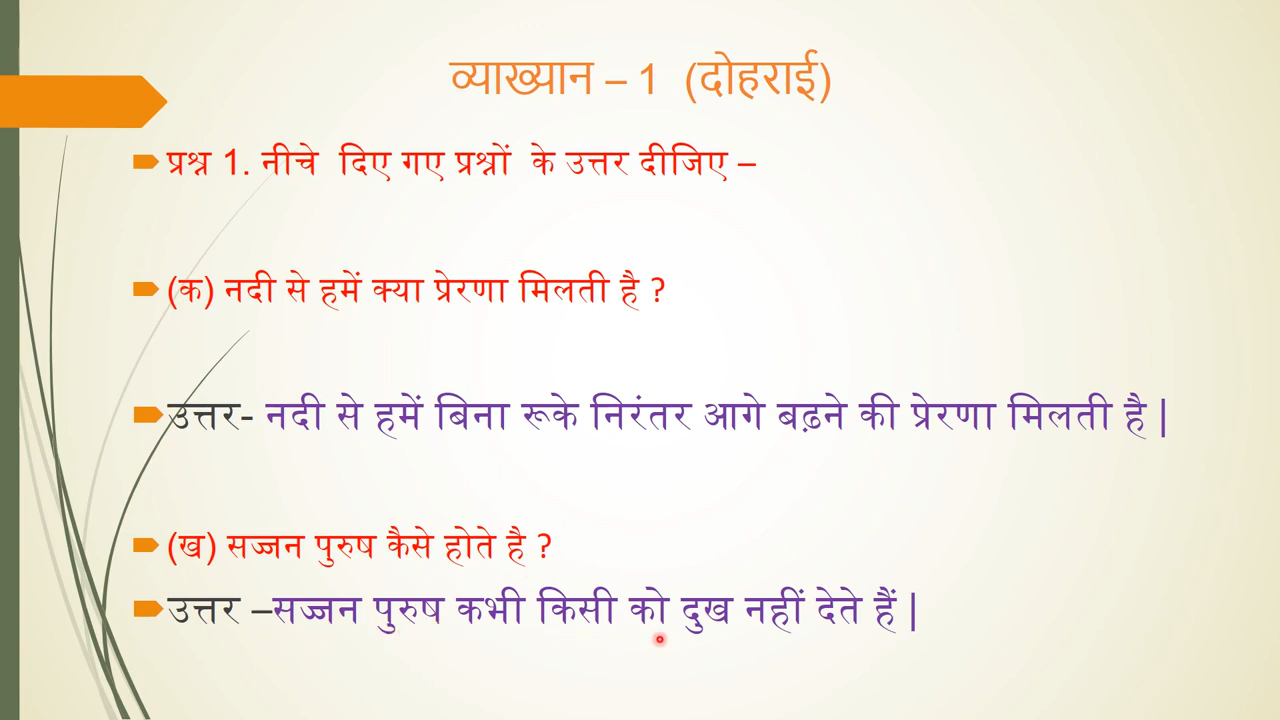 व्याख्यान – 1 (दोहराई)
प्रश्न 1. नीचे दिए गए प्रश्नों के उत्तर दीजिए –
(क) नदी से हमें क्या प्रेरणा मिलती है ?
उत्तर- नदी से हमें बिना रूके निरंतर आगे बढ़ने की प्रेरणा मिलती है |
(ख) सज्जन पुरुष कैसे होते है ?
उत्तर –सज्जन पुरुष कभी किसी को दुख नहीं देते हैं |